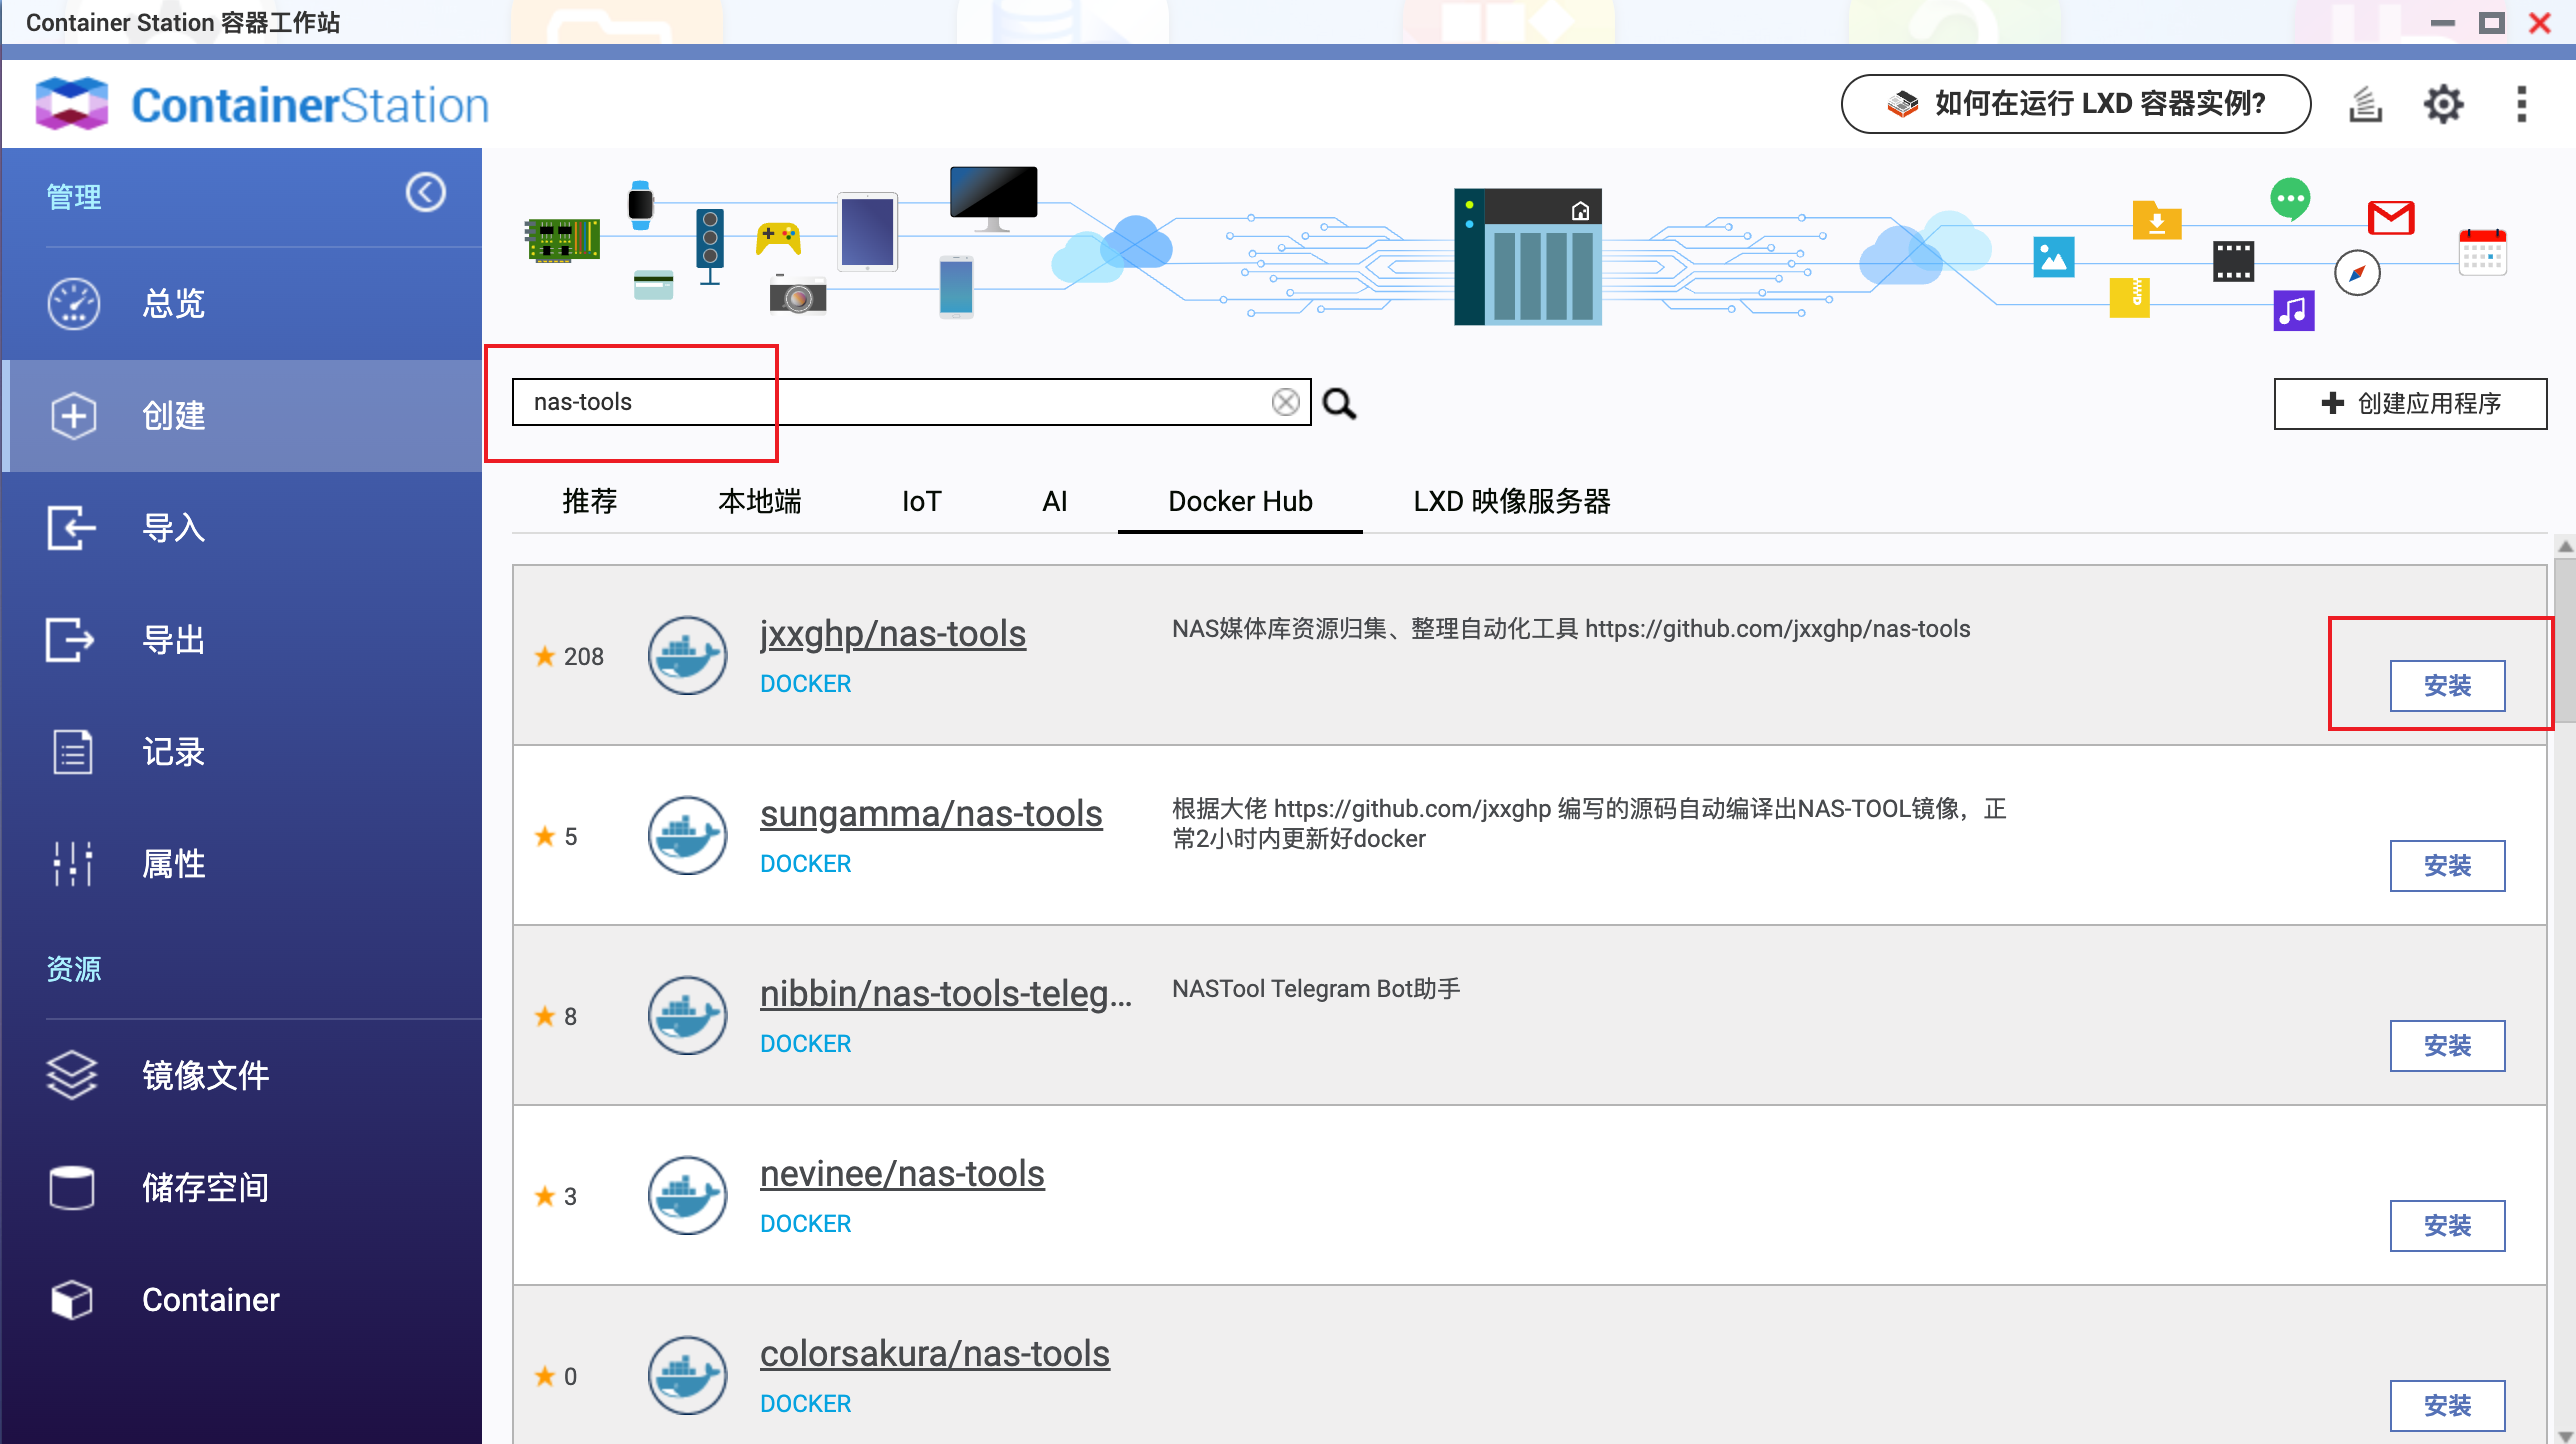 Container Station 容器工作站
ContainerStation
如何在运行 LXD 容器实例?
管理
总览
创建
导入
导出
记录
属性
资源
镜像文件
储存空间
Container
nas-tools
创建应用程序
推荐 本地端 IoT AI Docker Hub LXD 映像服务器
208
jxxghp/nas-tools
DOCKER
NAS媒体库资源归集、整理自动化工具 https://github.com/jxxghp/nas-tools
安装
5
sungamma/nas-tools
DOCKER
根据大佬 https://github.com/jxxghp 编写的源码自动编译出NAS-TOOL镜像，正
常2小时内更新好docker
安装
8
nibbin/nas-tools-teleg...
DOCKER
NASTool Telegram Bot助手
安装
3
nevinee/nas-tools
DOCKER
安装
0
colorsakura/nas-tools
DOCKER
安装